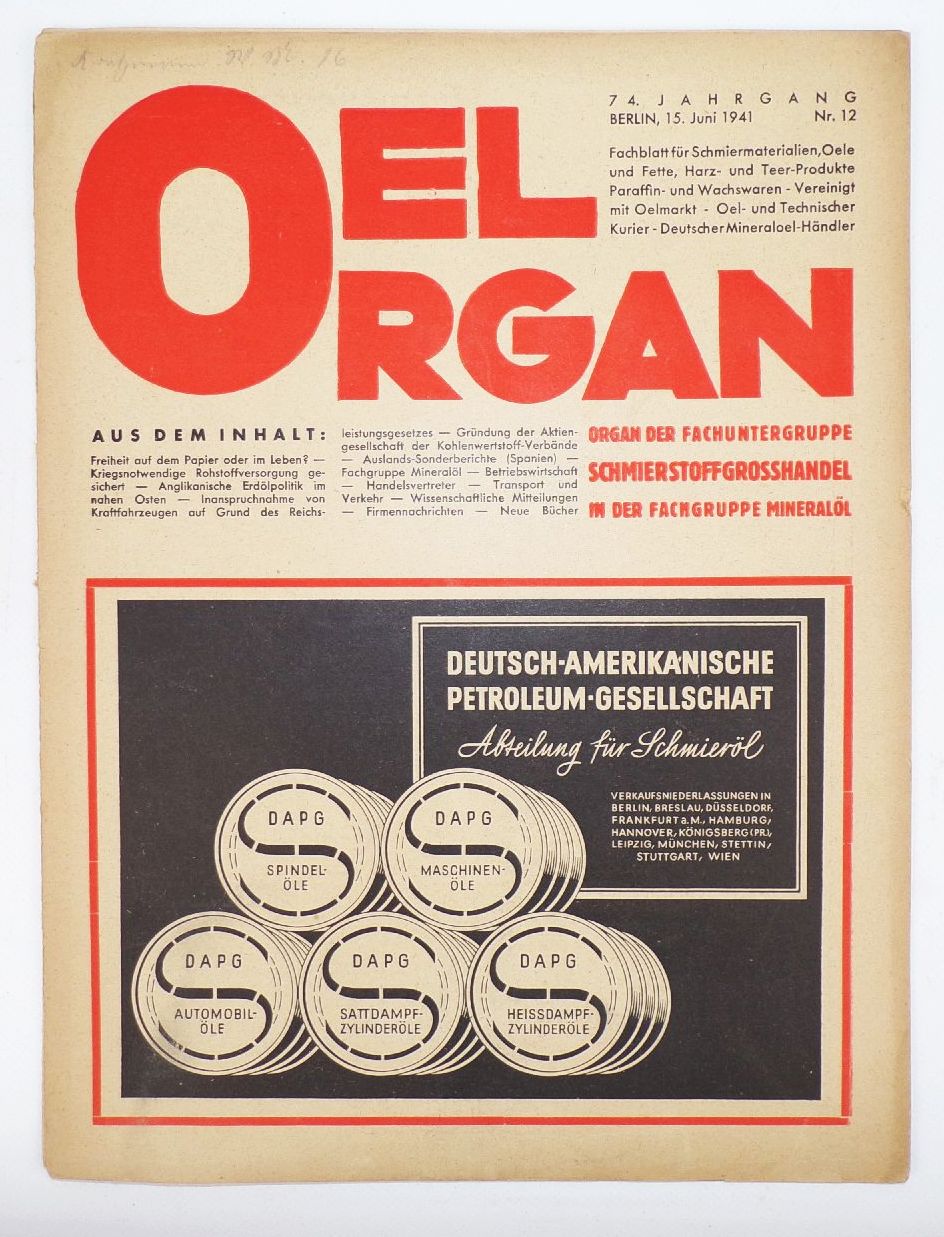 OEL
ORGAN
74. JAHRGANG
BERLIN, 15. Juni 1941 Nr. 12
Fachblatt für Schmiermaterialien, Oele
und Fette, Harz- und Teer-Produkte
Paraffin- und Wachswaren - Vereinigt
mit Oelmarkt - Oel- und Technischer
Kurier - Deutscher Mineraloel-Händler
AUS DEM INHALT:
Freiheit auf dem Papier oder im Leben? —
Kriegsnotwendige Rohstoffversorgung ge-
sichert — Anglikanische Erdölpolitik im
nahen Osten — Inanspruchnahme von
Kraftfahrzeugen auf Grund des Reichs-
leistungsgesetzes — Gründung der Aktien-
gesellschaft der Kohlenwertstoff-Verbände
— Auslands-Sonderberichte (Spanien) —
Fachgruppe Mineralöl — Betriebswirtschaft
— Handelsvertreter — Transport und
Verkehr — Wissenschaftliche Mitteilungen
— Firmennachrichten — Neue Bücher
ORGAN DER FACHUNTERGRUPPE
SCHMIERSTOFFGROSSHANDEL
IN DER FACHGRUPPE MINERALÖL
DEUTSCH-AMERIKANISCHE
PETROLEUM-GESELLSCHAFT
Abteilung für Schmieröl
VERKAUFSNIEDERLASSUNGEN IN
BERLIN, BRESLAU, DÜSSELDORF,
FRANKFURT a.M., HAMBURG,
HANNOVER, KÖNIGSBERG (PR.),
LEIPZIG, MÜNCHEN, STETTIN,
STUTTGART, WIEN
DAPG
SPINDEL-
ÖLE
DAPG
MASCHINEN-
ÖLE
DAPG
AUTOMOBIL-
ÖLE
DAPG
SATTDAMPF-
ZYLINDERÖLE
DAPG
HEISSDAMPF-
ZYLINDERÖLE